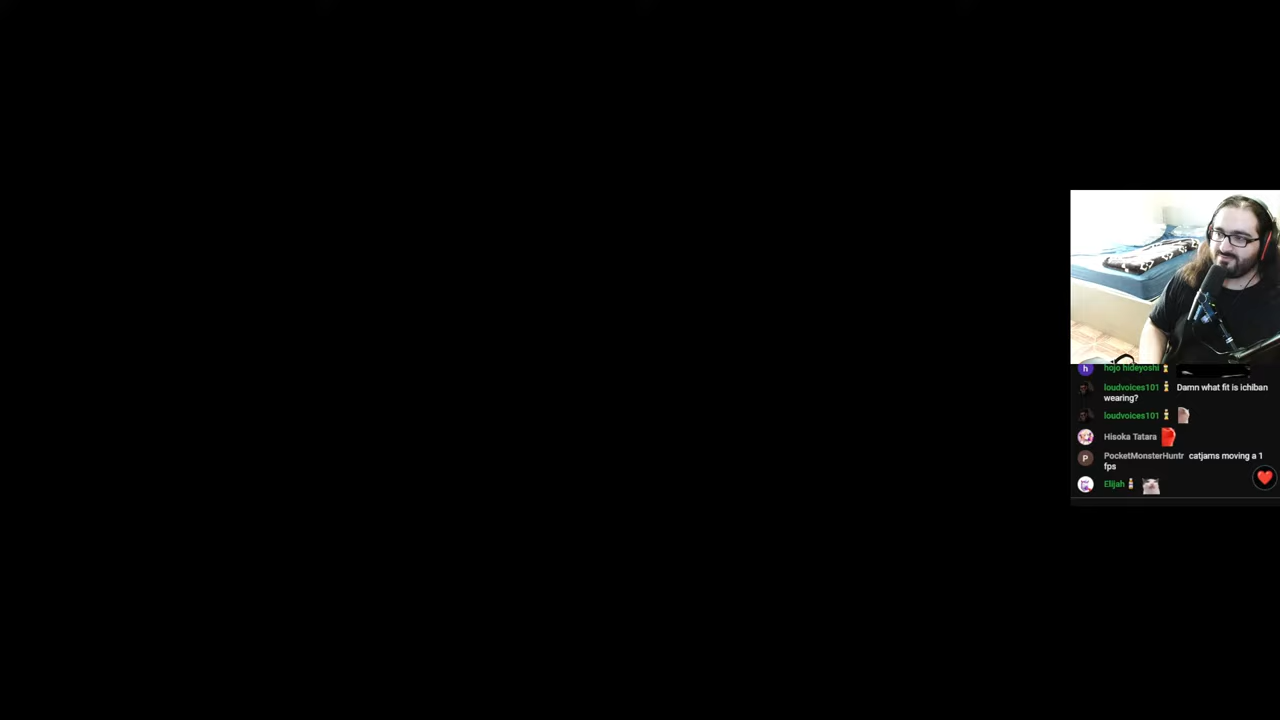 h hojo hideyoshi
loudvoices101 Damn what fit is ichiban
wearing?
loudvoices101
Hisoka Tatara
P PocketMonsterHuntr catjams moving a 1
fps
Elijah